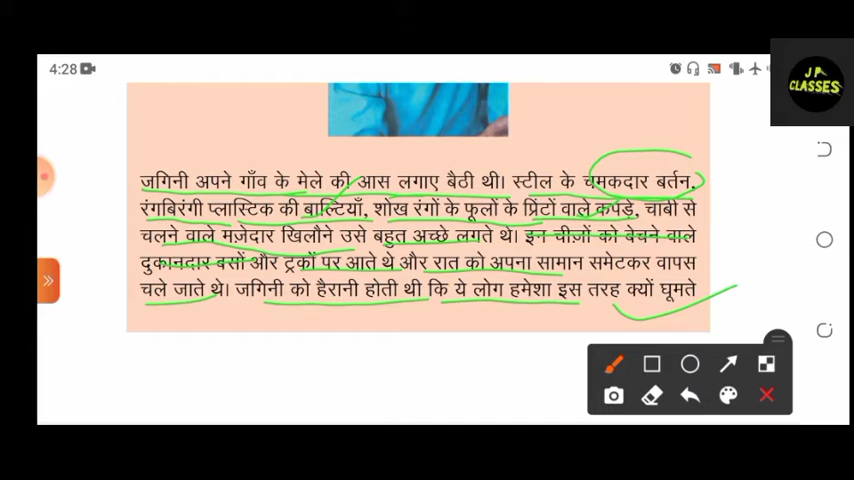 4:28
J P
CLASSES
जगिनी अपने गाँव के मेले की आस लगाए बैठी थी। स्टील के चमकदार बर्तन,
रंगबिरंगी प्लास्टिक की बाल्टियाँ, शोख रंगों के फूलों के प्रिंटों वाले कपड़े, चाबी से
चलने वाले मज़ेदार खिलौने उसे बहुत अच्छे लगते थे। इन चीज़ों को बेचने वाले
दुकानदार बसों और ट्रकों पर आते थे और रात को अपना सामान समेटकर वापस
चले जाते थे। जगिनी को हैरानी होती थी कि ये लोग हमेशा इस तरह क्यों घूमते